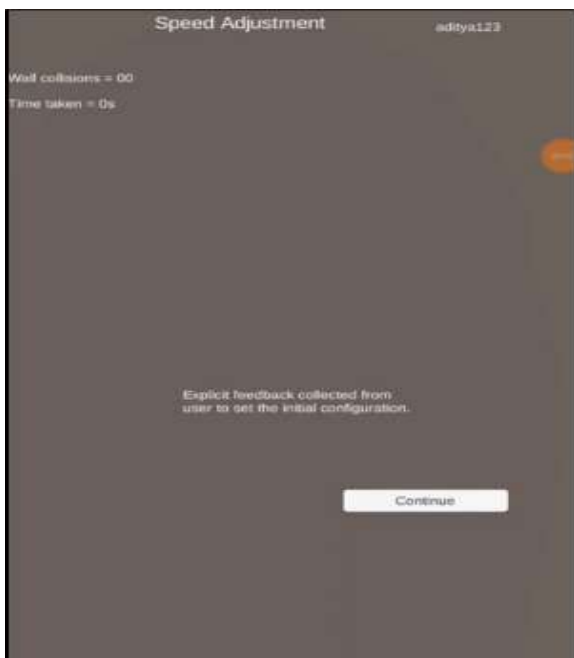 Speed Adjustment
aditya123
Wall collisions = 00
Time taken = 0s
Explicit feedback collected from
user to set the initial configuration.
Continue